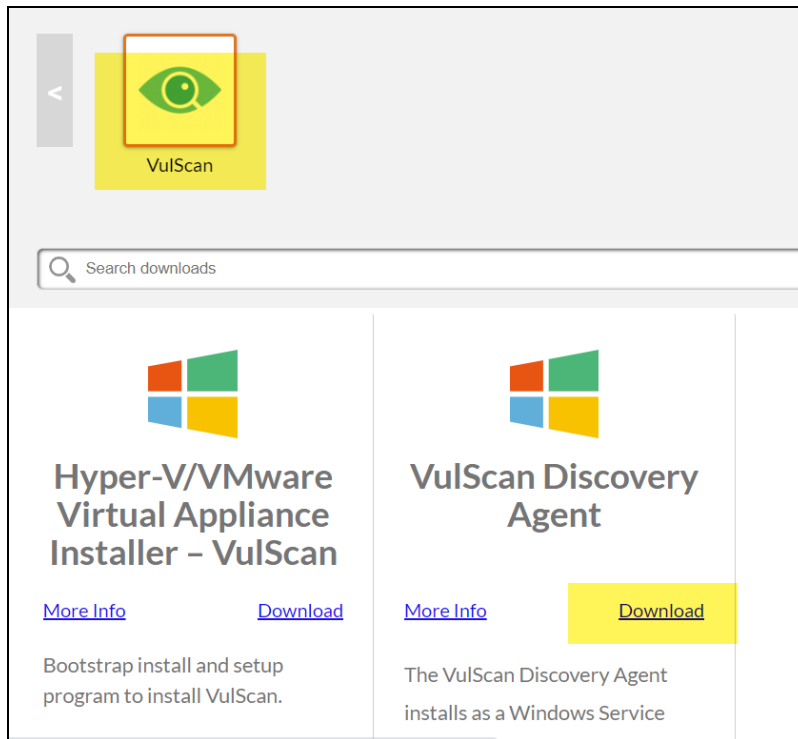 <
VulScan
Search downloads
Hyper-V/VMware
Virtual Appliance
Installer – VulScan
More Info
Download
Bootstrap install and setup
program to install VulScan.
VulScan Discovery
Agent
More Info
Download
The VulScan Discovery Agent
installs as a Windows Service